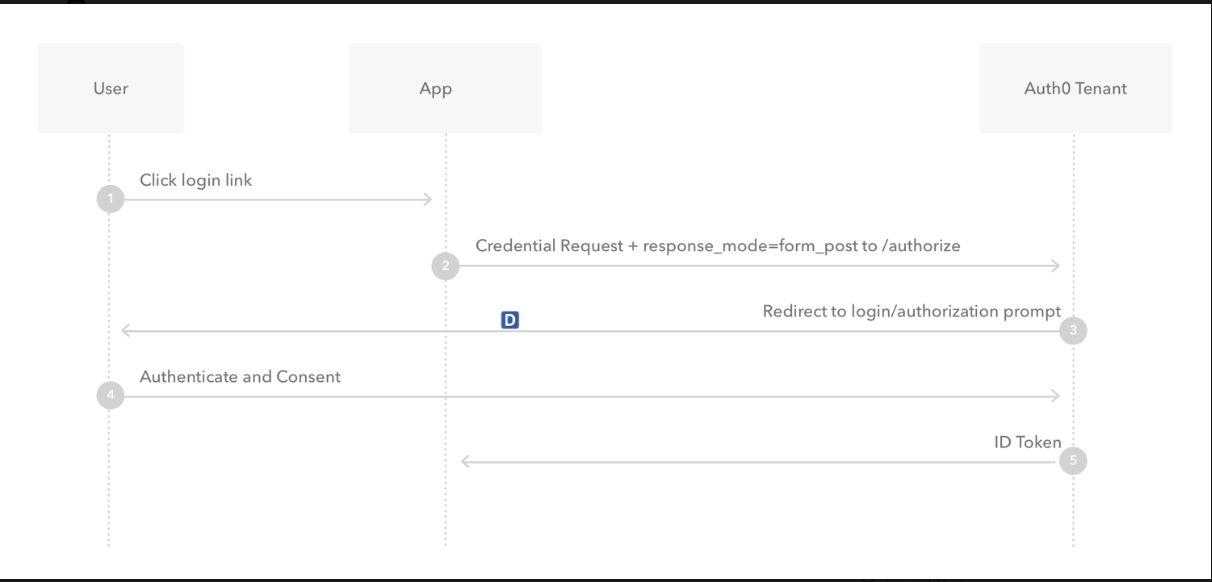 User
App
Auth0 Tenant
Click login link
1
Credential Request + response_mode=form_post to /authorize
2
Redirect to login/authorization prompt
D
3
Authenticate and Consent
4
ID Token
5